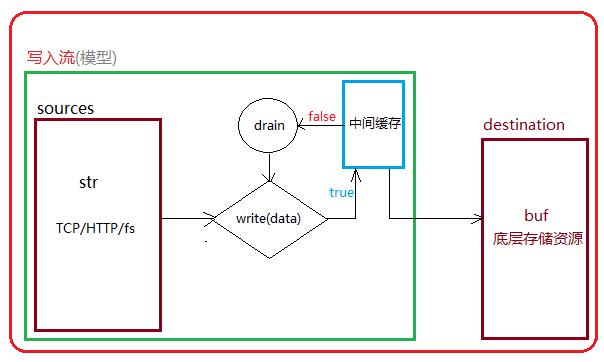 写入流(模型)
sources
str
TCP/HTTP/fs
drain
false
中间缓存
write(data)
true
destination
buf
底层存储资源